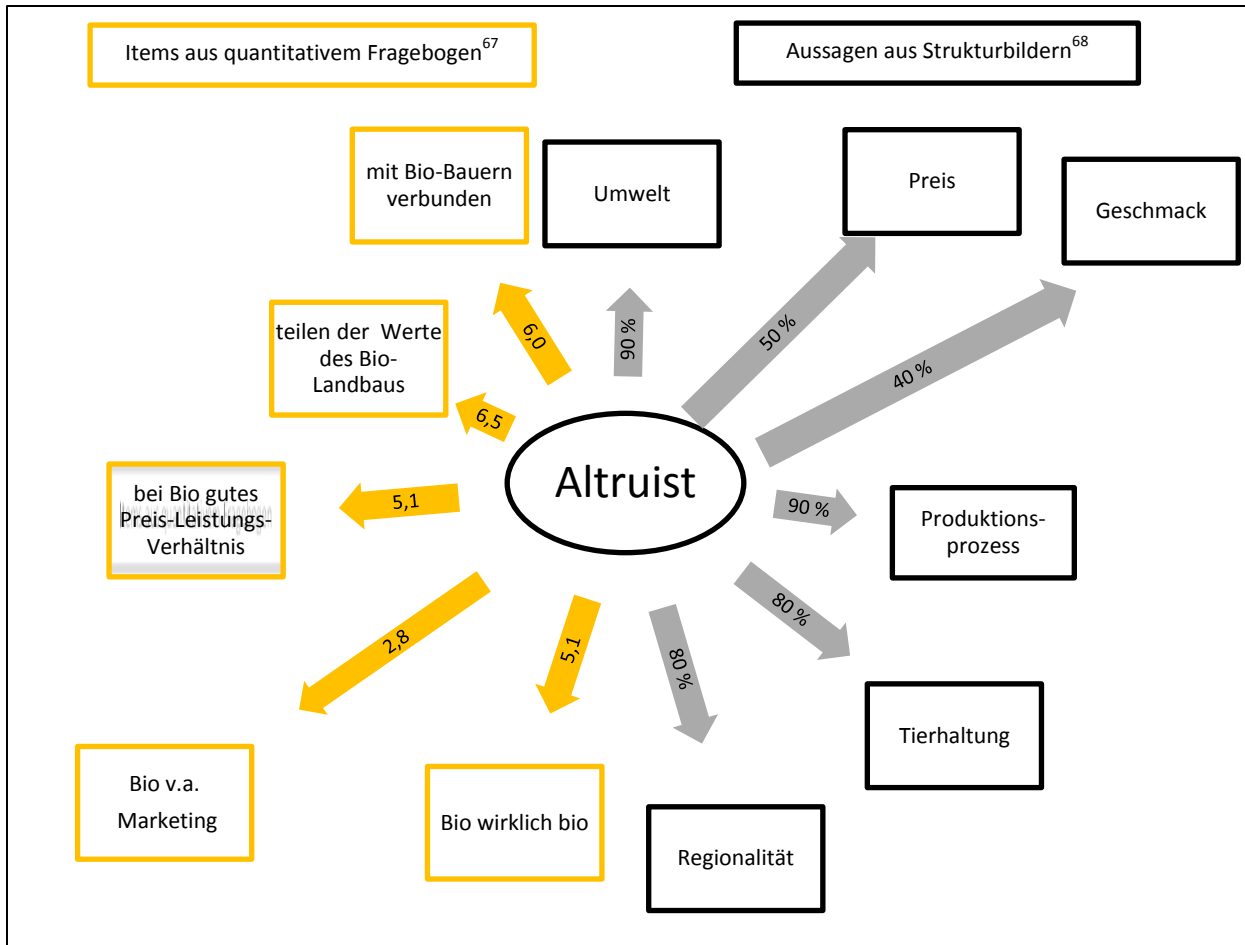 Items aus quantitativem Fragebogen67
Aussagen aus Strukturbildern68
mit Bio-Bauern
verbunden
Umwelt
Preis
Geschmack
teilen der Werte
des Bio-
Landbaus
6,0
90 %
50 %
40 %
6,5
Altruist
bei Bio gutes
Preis-Leistungs-
Verhältnis
5,1
90 %
Produktions-
prozess
2,8
5,1
80%
80 %
Tierhaltung
Bio v.a.
Marketing
Bio wirklich bio
Regionalität